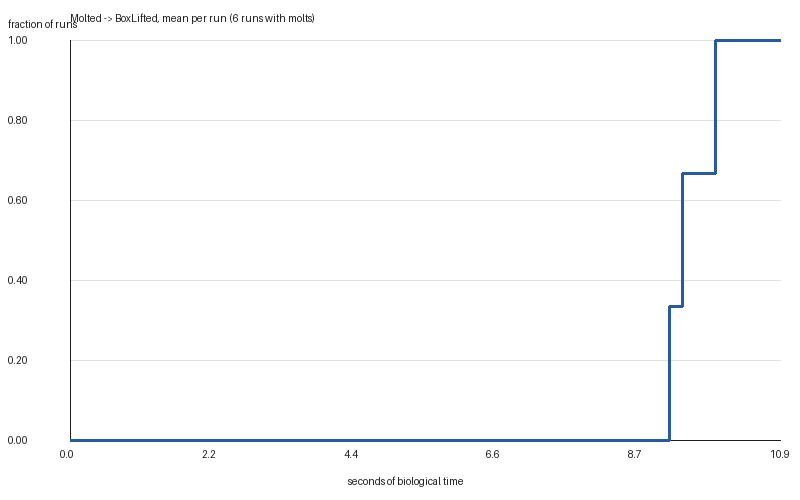 Molted -> BoxLifted, mean per run (6 runs with molts)
fraction of runs
1.00
0.80
0.60
0.40
0.20
0.00
0.0 2.2 4.4 6.6 8.7 10.9
seconds of biological time